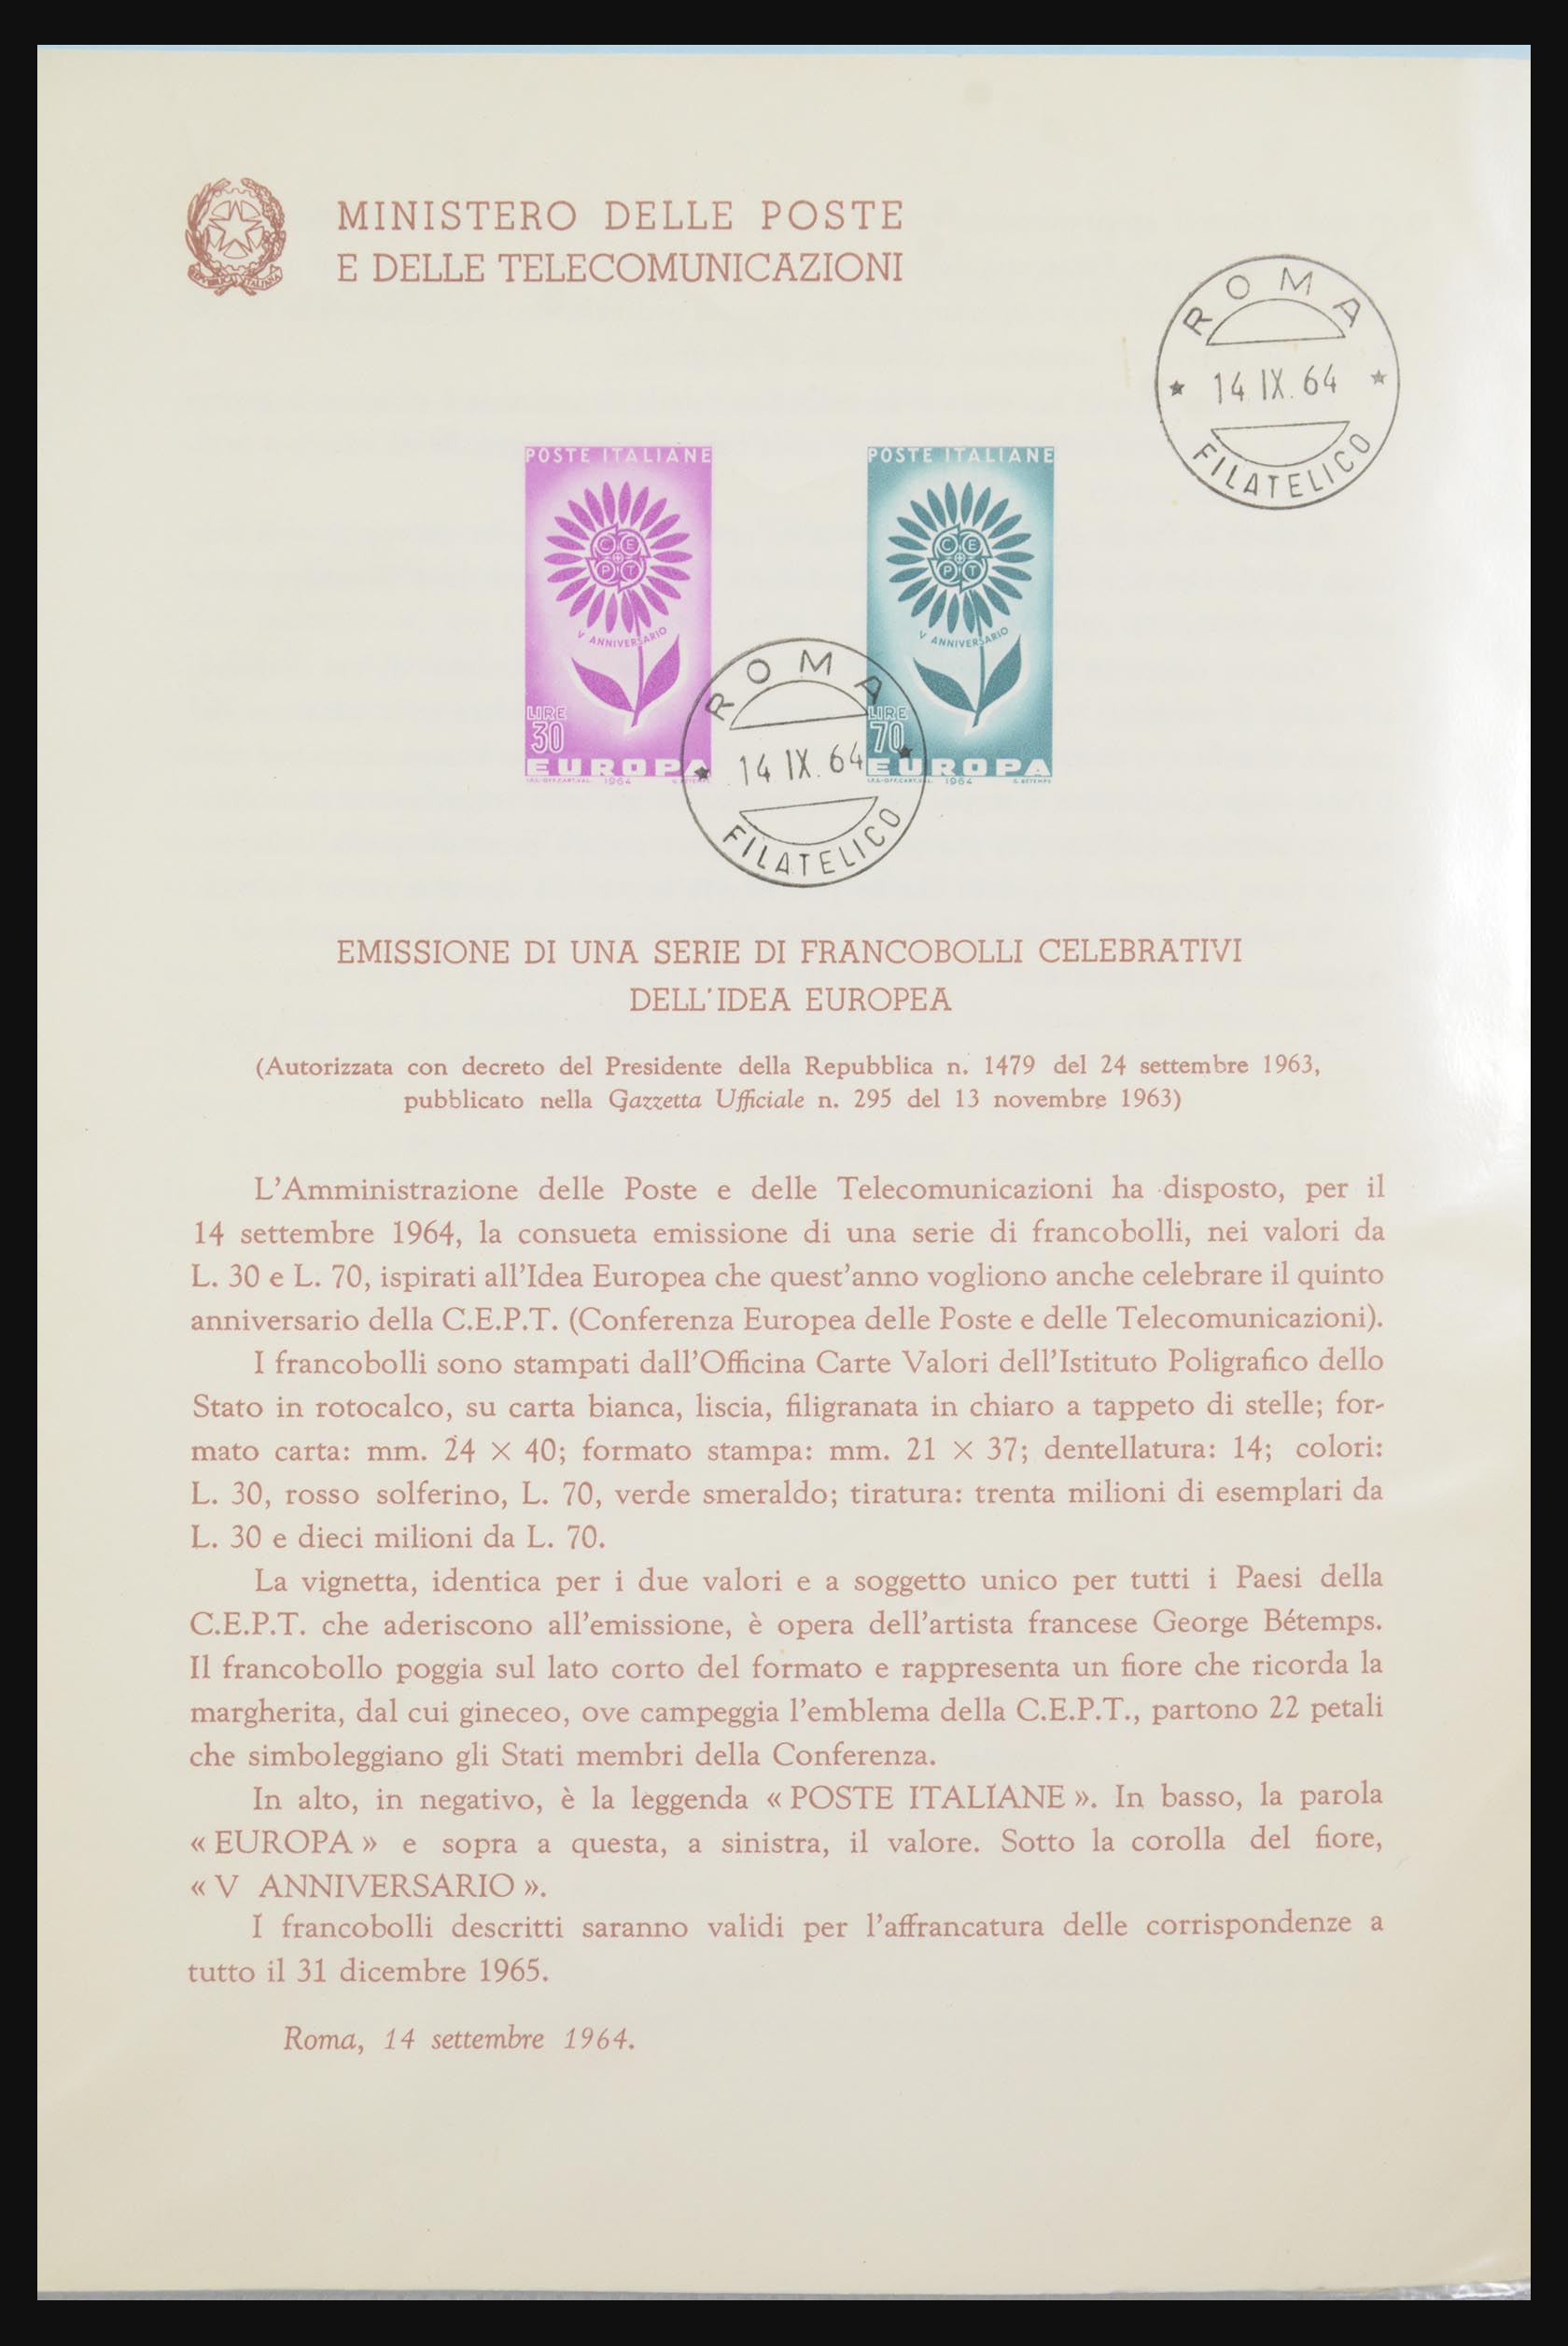 MINISTERO DELLE POSTE
E DELLE TELECOMUNICAZIONI
REPVBBLICA ITALIANA
ROMA
14 IX. 64
FILATELICO
POSTE ITALIANE
C E
P T
V ANNIVERSARIO
LIRE
30
EUROPA
1964
POSTE ITALIANE
C E
P T
V ANNIVERSARIO
LIRE
70
EUROPA
1964
ROMA
14 IX. 64
FILATELICO
EMISSIONE DI UNA SERIE DI FRANCOBOLLI CELEBRATIVI
DELL'IDEA EUROPEA
(Autorizzata con decreto del Presidente della Repubblica n. 1479 del 24 settembre 1963,
pubblicato nella Gazzetta Ufficiale n. 295 del 13 novembre 1963)
L'Amministrazione delle Poste e delle Telecomunicazioni ha disposto, per il
14 settembre 1964, la consueta emissione di una serie di francobolli, nei valori da
L. 30 e L. 70, ispirati all'Idea Europea che quest'anno vogliono anche celebrare il quinto
anniversario della C.E.P.T. (Conferenza Europea delle Poste e delle Telecomunicazioni).
I francobolli sono stampati dall'Officina Carte Valori dell'Istituto Poligrafico dello
Stato in rotocalco, su carta bianca, liscia, filigranata in chiaro a tappeto di stelle; for-
mato carta: mm. 24 × 40; formato stampa: mm. 21 × 37; dentellatura: 14; colori:
L. 30, rosso solferino, L. 70, verde smeraldo; tiratura: trenta milioni di esemplari da
L. 30 e dieci milioni da L. 70.
La vignetta, identica per i due valori e a soggetto unico per tutti i Paesi della
C.E.P.T. che aderiscono all'emissione, è opera dell'artista francese George Bétemps.
Il francobollo poggia sul lato corto del formato e rappresenta un fiore che ricorda la
margherita, dal cui gineceo, ove campeggia l'emblema della C.E.P.T., partono 22 petali
che simboleggiano gli Stati membri della Conferenza.
In alto, in negativo, è la leggenda « POSTE ITALIANE ». In basso, la parola
« EUROPA » e sopra a questa, a sinistra, il valore. Sotto la corolla del fiore,
« V ANNIVERSARIO ».
I francobolli descritti saranno validi per l'affrancatura delle corrispondenze a
tutto il 31 dicembre 1965.
Roma, 14 settembre 1964.